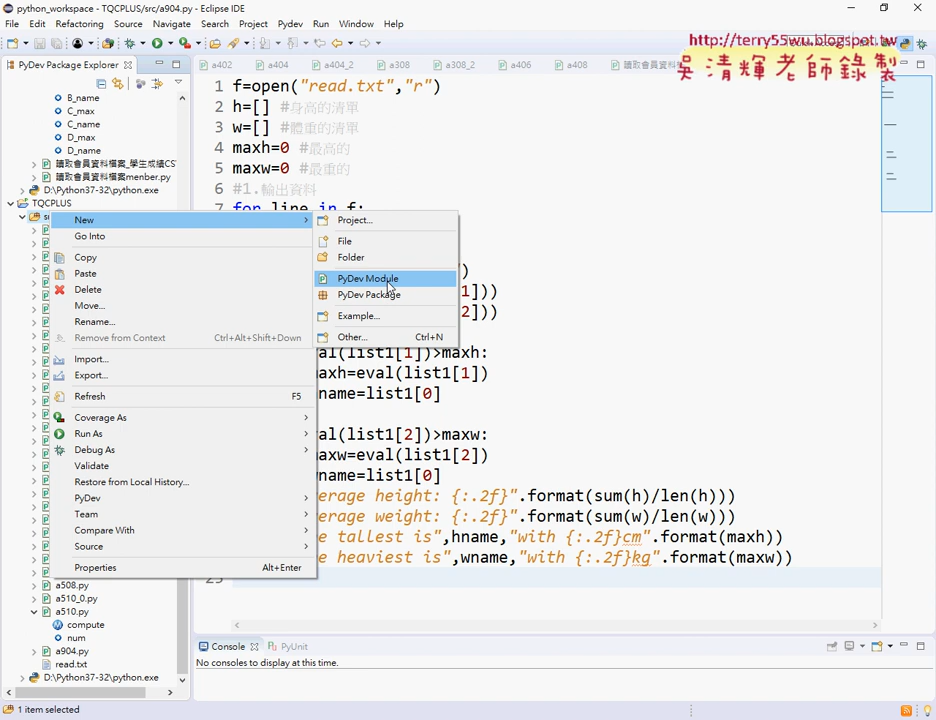 python_workspace - TQCPLUS/src/a904.py - Eclipse IDE
File Edit Refactoring Source Navigate Search Project Pydev Run Window Help
http://terry55wu.blogspot.tw
吳清輝老師錄製
PyDev Package Explorer
a402 a404 a404_2 a308 a308_2 a406 a408
B_name
C_max
C_name
D_max
D_name
讀取會員資料檔案_學生成績CS
讀取會員資料檔案menber.py
D:\Python37-32\python.exe
TQCPLUS
1 f=open("read.txt","r")
2 h=[] #身高的清單
3 w=[] #體重的清單
4 maxh=0 #最高的
5 maxw=0 #最重的
6 #1.輸出資料
7 for line in f:
New
Go Into
Copy
Paste
Delete
Move...
Rename...
Remove from Context Ctrl+Alt+Shift+Down
Import...
Export...
Refresh F5
Coverage As
Run As
Debug As
Validate
Restore from Local History...
PyDev
Team
Compare With
Source
Properties Alt+Enter
Project...
File
Folder
PyDev Module
PyDev Package
Example...
Other... Ctrl+N
)
1]))
2]))
al(list1[1])>maxh:
maxh=eval(list1[1])
name=list1[0]
al(list1[2])>maxw:
maxw=eval(list1[2])
name=list1[0]
erage height: {:.2f}".format(sum(h)/len(h)))
erage weight: {:.2f}".format(sum(w)/len(w)))
e tallest is",hname,"with {:.2f}cm".format(maxh))
e heaviest is",wname,"with {:.2f}kg".format(maxw))
a508.py
a510_0.py
a510.py
compute
num
a904.py
read.txt
D:\Python37-32\python.exe
Console PyUnit
No consoles to display at this time.
1 item selected